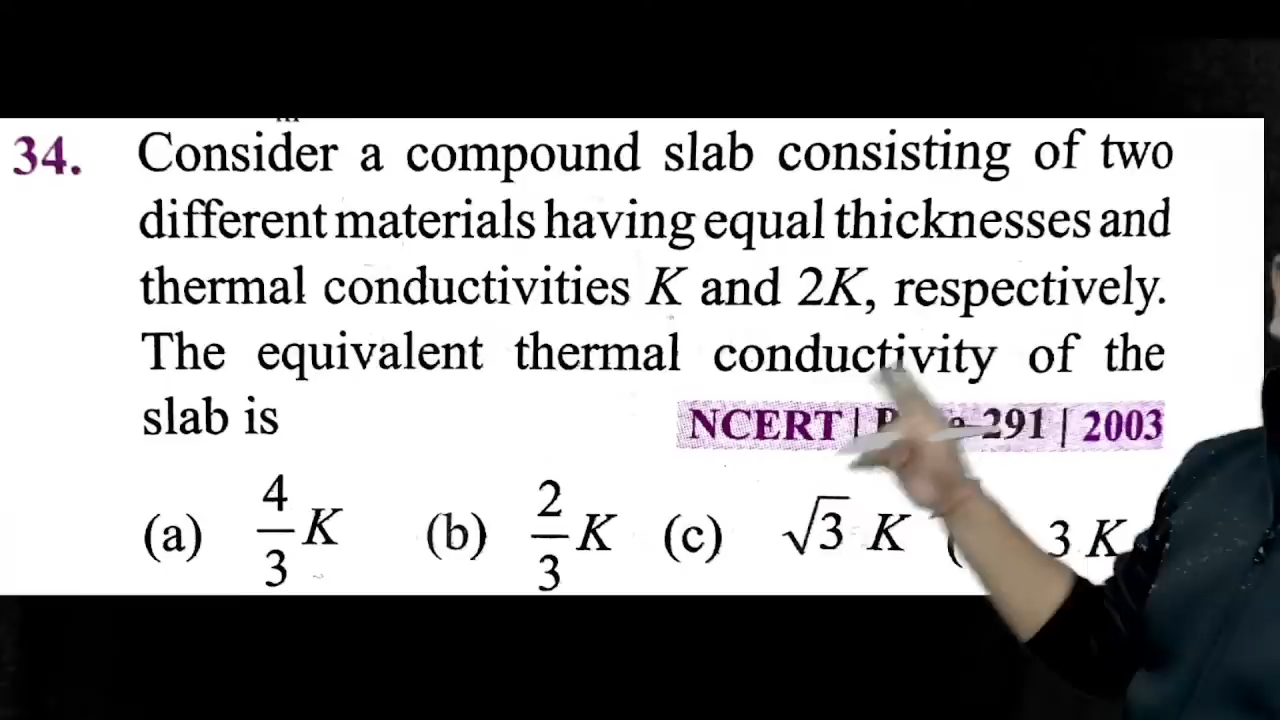 34. Consider a compound slab consisting of two
different materials having equal thicknesses and
thermal conductivities K and 2K, respectively.
The equivalent thermal conductivity of the
slab is NCERT | 291 | 2003
(a) 4/3 K (b) 2/3 K (c) √3 K 3 K